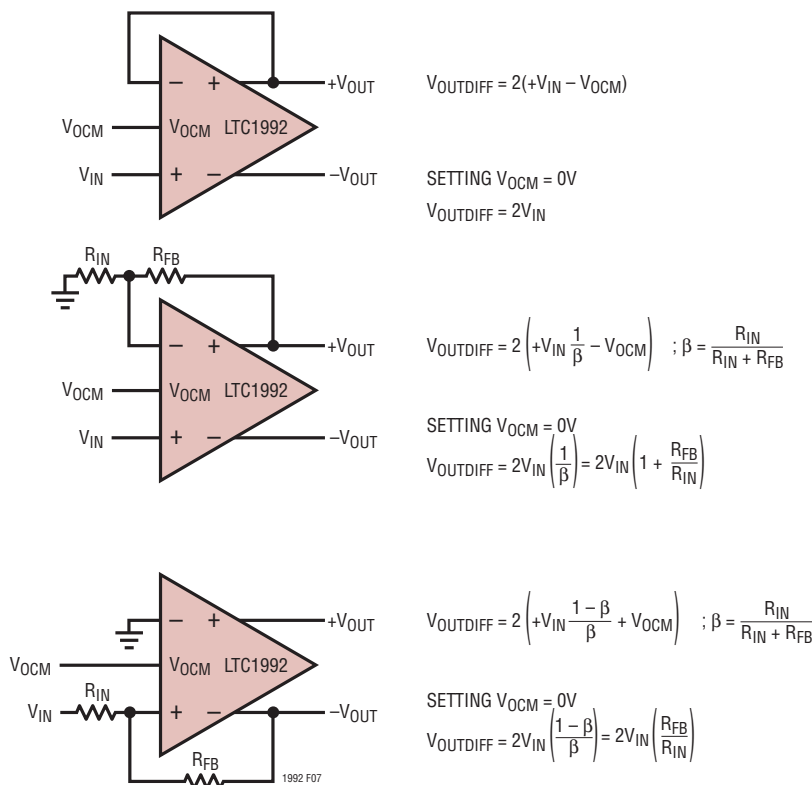 − +
+VOUT
VOUTDIFF = 2(+VIN − VOCM)
VOCM
VOCM LTC1992
VIN
+ −
−VOUT
SETTING VOCM = 0V
VOUTDIFF = 2VIN
RIN
RFB
− +
+VOUT
VOUTDIFF = 2 (+VIN 1/β − VOCM) ; β = RIN/(RIN + RFB)
VOCM
VOCM LTC1992
VIN
+ −
−VOUT
SETTING VOCM = 0V
VOUTDIFF = 2VIN (1/β) = 2VIN (1 + RFB/RIN)
− +
+VOUT
VOUTDIFF = 2 (+VIN (1 − β)/β + VOCM) ; β = RIN/(RIN + RFB)
VOCM
VOCM LTC1992
RIN
VIN
+ −
−VOUT
SETTING VOCM = 0V
VOUTDIFF = 2VIN ((1 − β)/β) = 2VIN (RFB/RIN)
RFB
1992 F07